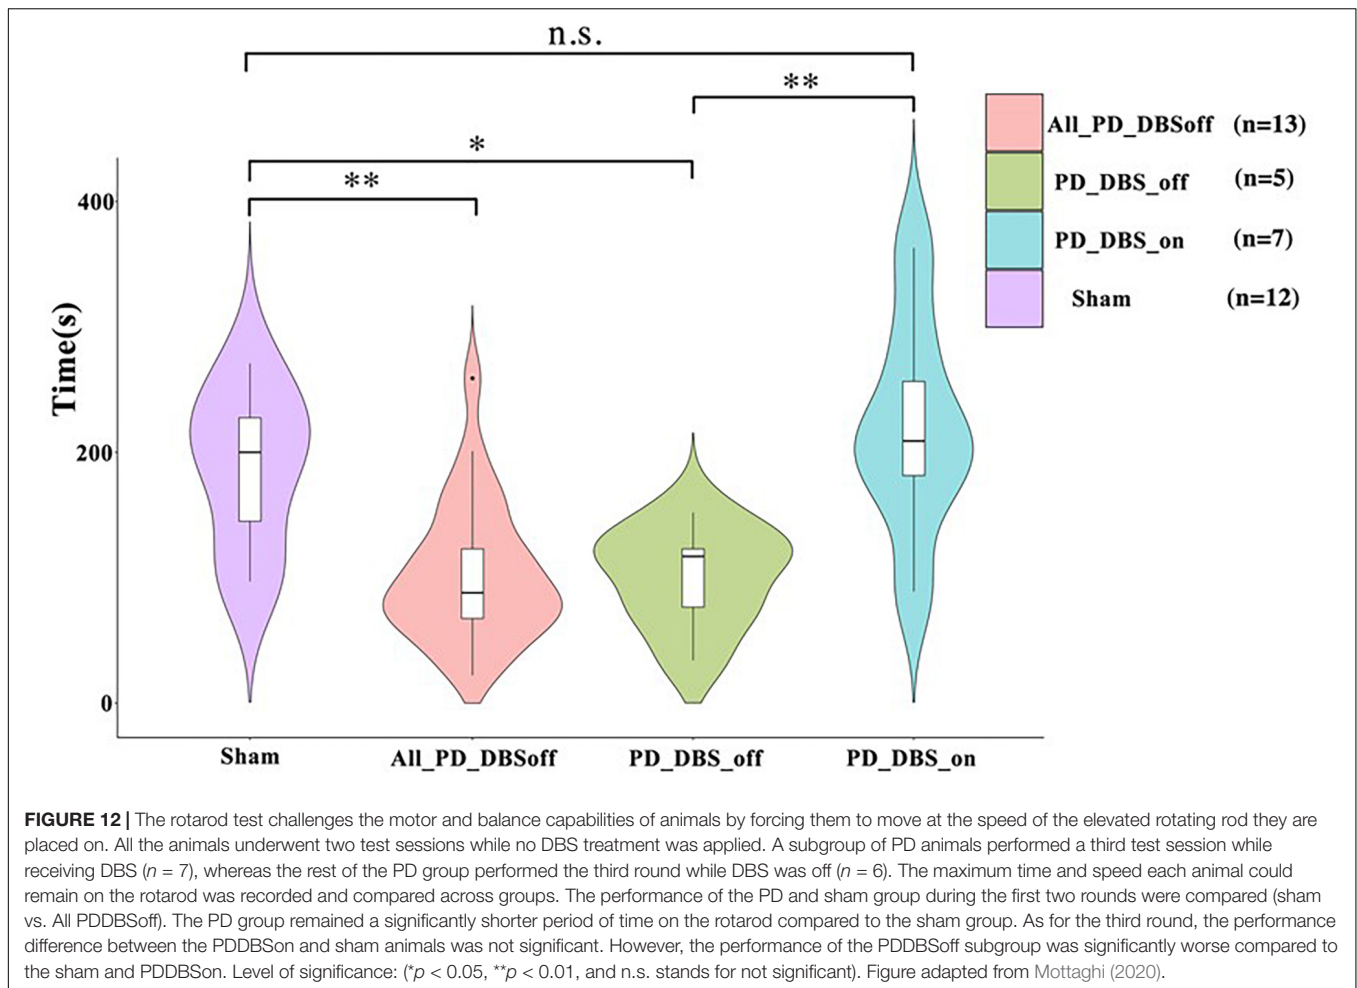 n.s.
**
*
**
All_PD_DBSoff (n=13)
PD_DBS_off (n=5)
PD_DBS_on (n=7)
Sham (n=12)
Time(s)
400
200
0
Sham All_PD_DBSoff PD_DBS_off PD_DBS_on
FIGURE 12 | The rotarod test challenges the motor and balance capabilities of animals by forcing them to move at the speed of the elevated rotating rod they are
placed on. All the animals underwent two test sessions while no DBS treatment was applied. A subgroup of PD animals performed a third test session while
receiving DBS (n = 7), whereas the rest of the PD group performed the third round while DBS was off (n = 6). The maximum time and speed each animal could
remain on the rotarod was recorded and compared across groups. The performance of the PD and sham group during the first two rounds were compared (sham
vs. All PDDBSoff). The PD group remained a significantly shorter period of time on the rotarod compared to the sham group. As for the third round, the performance
difference between the PDDBSon and sham animals was not significant. However, the performance of the PDDBSoff subgroup was significantly worse compared to
the sham and PDDBSon. Level of significance: (*p < 0.05, **p < 0.01, and n.s. stands for not significant). Figure adapted from Mottaghi (2020).